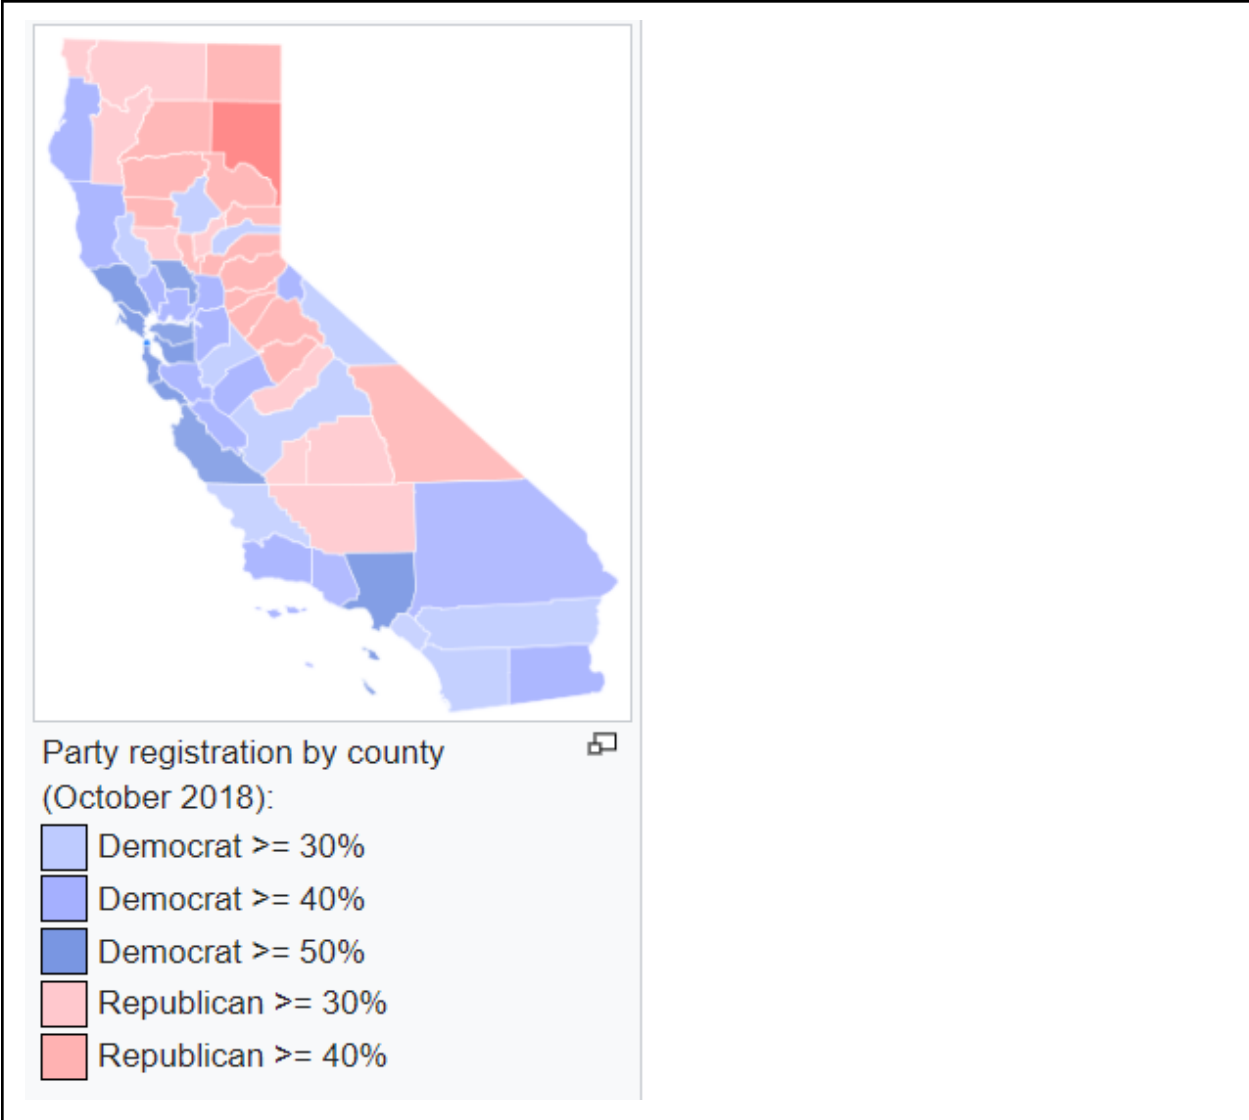 Party registration by county
(October 2018):
Democrat >= 30%
Democrat >= 40%
Democrat >= 50%
Republican >= 30%
Republican >= 40%